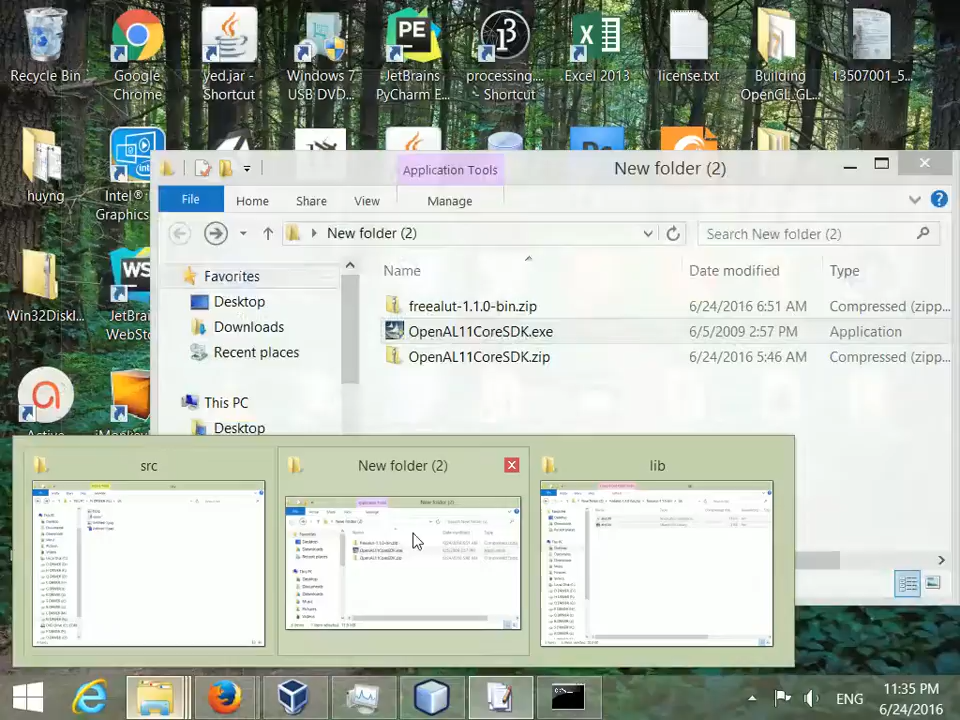 Recycle Bin
Google Chrome
yed.jar - Shortcut
Windows 7 USB DVD...
JetBrains PyCharm E...
processing.... - Shortcut
Excel 2013
license.txt
Building OpenGL_GL...
13507001_5...
huyng
Intel® Graphics
Application Tools
New folder (2)
File
Home
Share
View
Manage
New folder (2)
Search New folder (2)
Favorites
Name
Date modified
Type
Desktop
freealut-1.1.0-bin.zip
6/24/2016 6:51 AM
Compressed (zipp...
Win32DiskI...
JetBra
WebSto
Downloads
OpenAL11CoreSDK.exe
6/5/2009 2:57 PM
Application
Recent places
OpenAL11CoreSDK.zip
6/24/2016 5:46 AM
Compressed (zipp...
This PC
Desktop
src
New folder (2)
lib
ENG
11:35 PM
6/24/2016